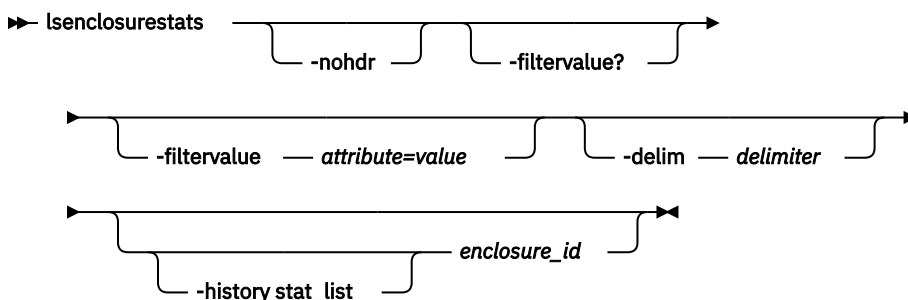 lsenclosurestats
-nohdr
-filtervalue?
-filtervalue attribute=value
-delim delimiter
enclosure_id
-history stat_list